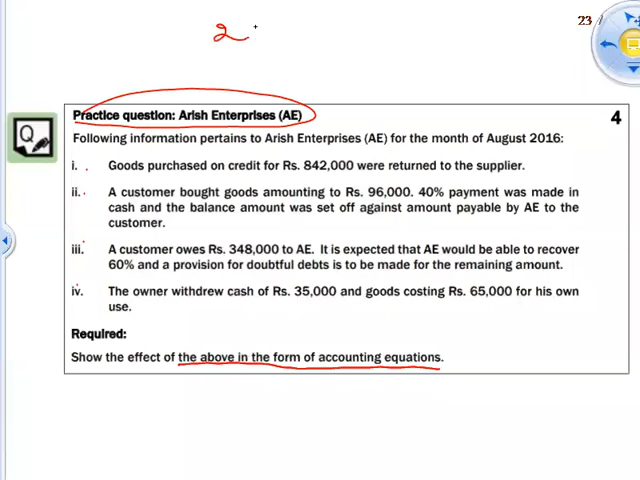 2
23 /
Practice question: Arish Enterprises (AE)
4
Q
Following information pertains to Arish Enterprises (AE) for the month of August 2016:
i. Goods purchased on credit for Rs. 842,000 were returned to the supplier.
ii. A customer bought goods amounting to Rs. 96,000. 40% payment was made in
cash and the balance amount was set off against amount payable by AE to the
customer.
iii. A customer owes Rs. 348,000 to AE. It is expected that AE would be able to recover
60% and a provision for doubtful debts is to be made for the remaining amount.
iv. The owner withdrew cash of Rs. 35,000 and goods costing Rs. 65,000 for his own
use.
Required:
Show the effect of the above in the form of accounting equations.